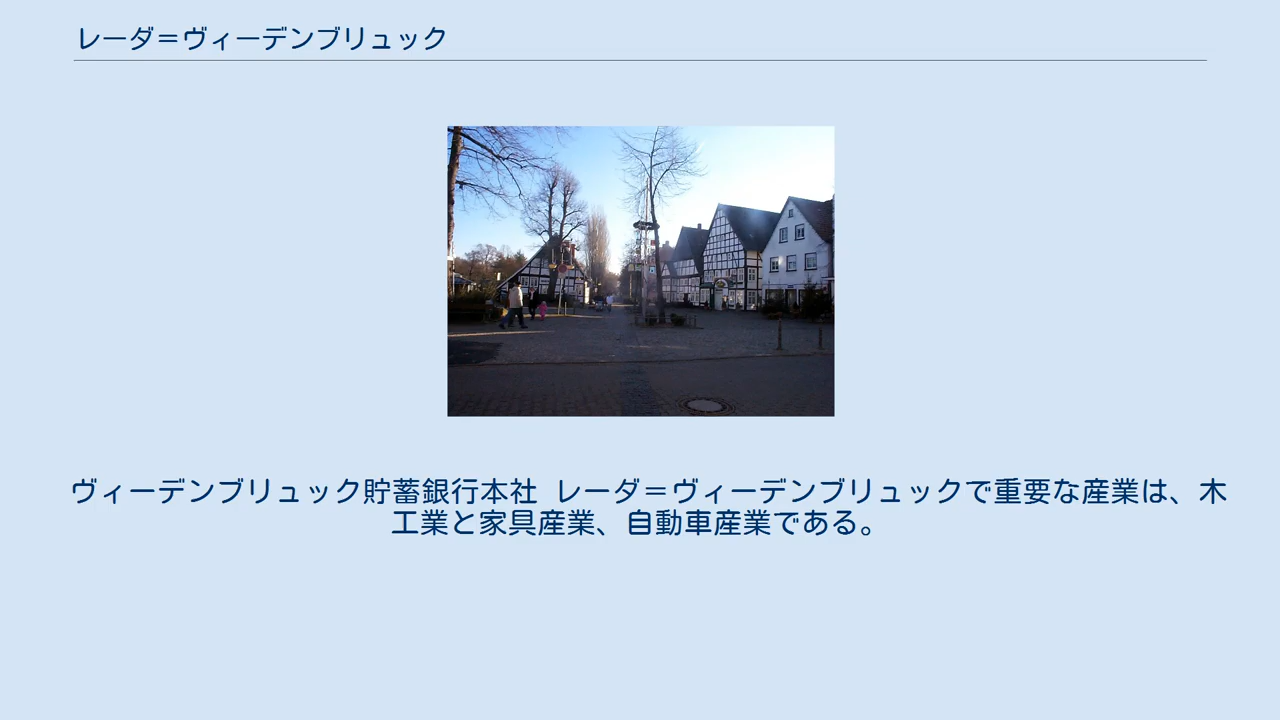 レーダ＝ヴィーデンブリュック
ヴィーデンブリュック貯蓄銀行本社 レーダ＝ヴィーデンブリュックで重要な産業は、木
工業と家具産業、自動車産業である。